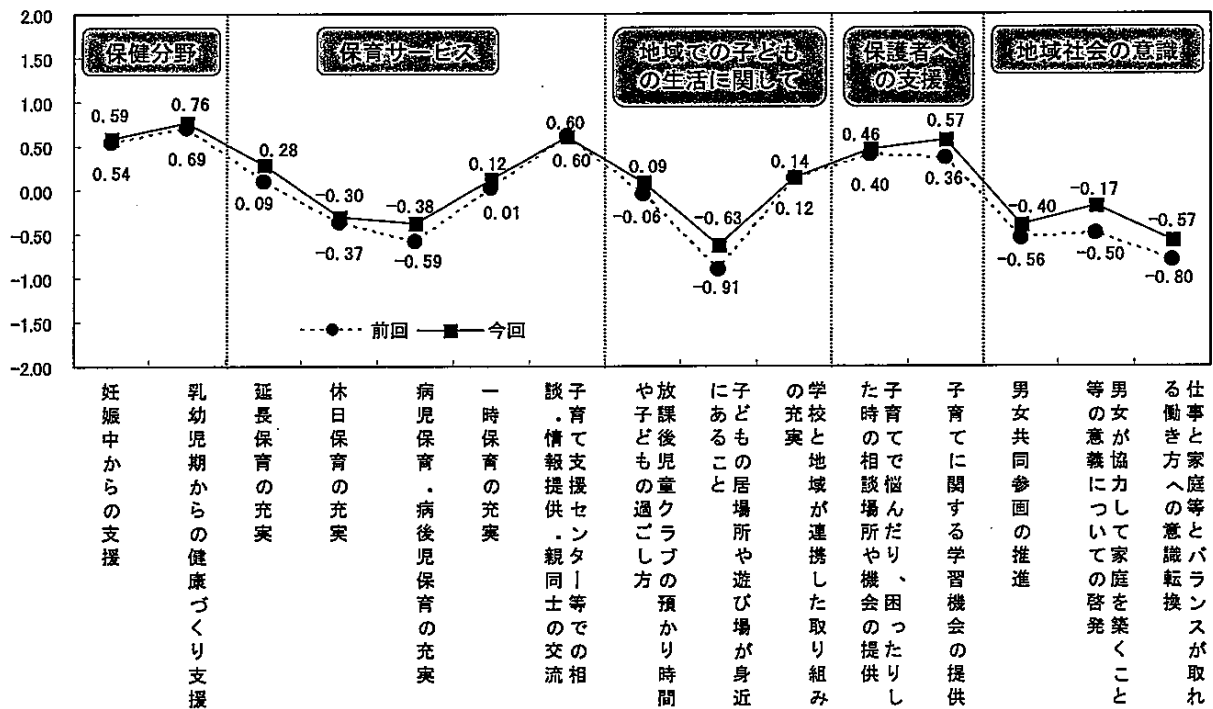 2.00
1.50
1.00
0.50
0.00
-0.50
-1.00
-1.50
-2.00
保健分野
保育サービス
地域での子ども
の生活に関して
保護者へ
の支援
地域社会の意識
0.59
0.54
0.76
0.69
0.28
0.09
-0.30
-0.37
-0.38
-0.59
0.12
0.01
0.60
0.60
0.09
-0.06
-0.63
-0.91
0.14
0.12
0.46
0.40
0.57
0.36
-0.40
-0.56
-0.17
-0.50
-0.57
-0.80
前回
今回
妊娠中からの支援
乳幼児期からの健康づくり支援
延長保育の充実
休日保育の充実
病児保育・病後児保育の充実
一時保育の充実
子育て支援センター等での相
談・情報提供・親同士の交流
放課後児童クラブの預かり時間
や子どもの過ごし方
子どもの居場所や遊び場が身近
にあること
学校と地域が連携した取り組み
の充実
子育てで悩んだり、困ったりし
た時の相談場所や機会の提供
子育てに関する学習機会の提供
男女共同参画の推進
男女が協力して家庭を築くこと
等の意義についての啓発
仕事と家庭等とバランスが取れ
る働き方への意識転換